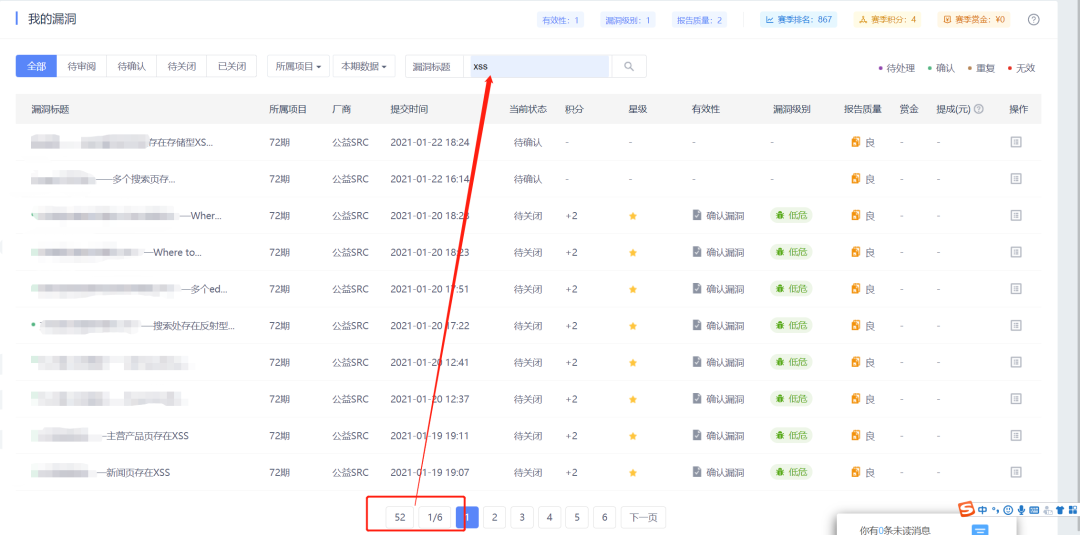 我的漏洞 有效性：1 漏洞级别：1 报告质量：2 赛季排名：867 赛季积分：4 赛季赏金：¥0
全部 待审阅 待确认 待关闭 已关闭 所属项目 本期数据 漏洞标题 xss 待处理 确认 重复 无效
漏洞标题 所属项目 厂商 提交时间 当前状态 积分 星级 有效性 漏洞级别 报告质量 赏金 提成(元) 操作
存在存储型XS... 72期 公益SRC 2021-01-22 18:24 待确认 - - - - 良 - -
——多个搜索页存... 72期 公益SRC 2021-01-22 16:14 待确认 - - - - 良 - -
—Wher... 72期 公益SRC 2021-01-20 18:23 待关闭 +2 确认漏洞 低危 良 - -
—Where to... 72期 公益SRC 2021-01-20 18:23 待关闭 +2 确认漏洞 低危 良 - -
—多个ed... 72期 公益SRC 2021-01-20 17:51 待关闭 +2 确认漏洞 低危 良 - -
—搜索处存在反射型... 72期 公益SRC 2021-01-20 17:22 待关闭 +2 确认漏洞 低危 良 - -
72期 公益SRC 2021-01-20 12:41 待关闭 +2 确认漏洞 低危 良 - -
72期 公益SRC 2021-01-20 12:37 待关闭 +2 确认漏洞 低危 良 - -
–主营产品页存在XSS 72期 公益SRC 2021-01-19 19:11 待关闭 +2 确认漏洞 低危 良 - -
—新闻页存在XSS 72期 公益SRC 2021-01-19 19:07 待关闭 +2 确认漏洞 低危 良 - -
52 1/6 1 2 3 4 5 6 下一页
中
你有0条未读消息